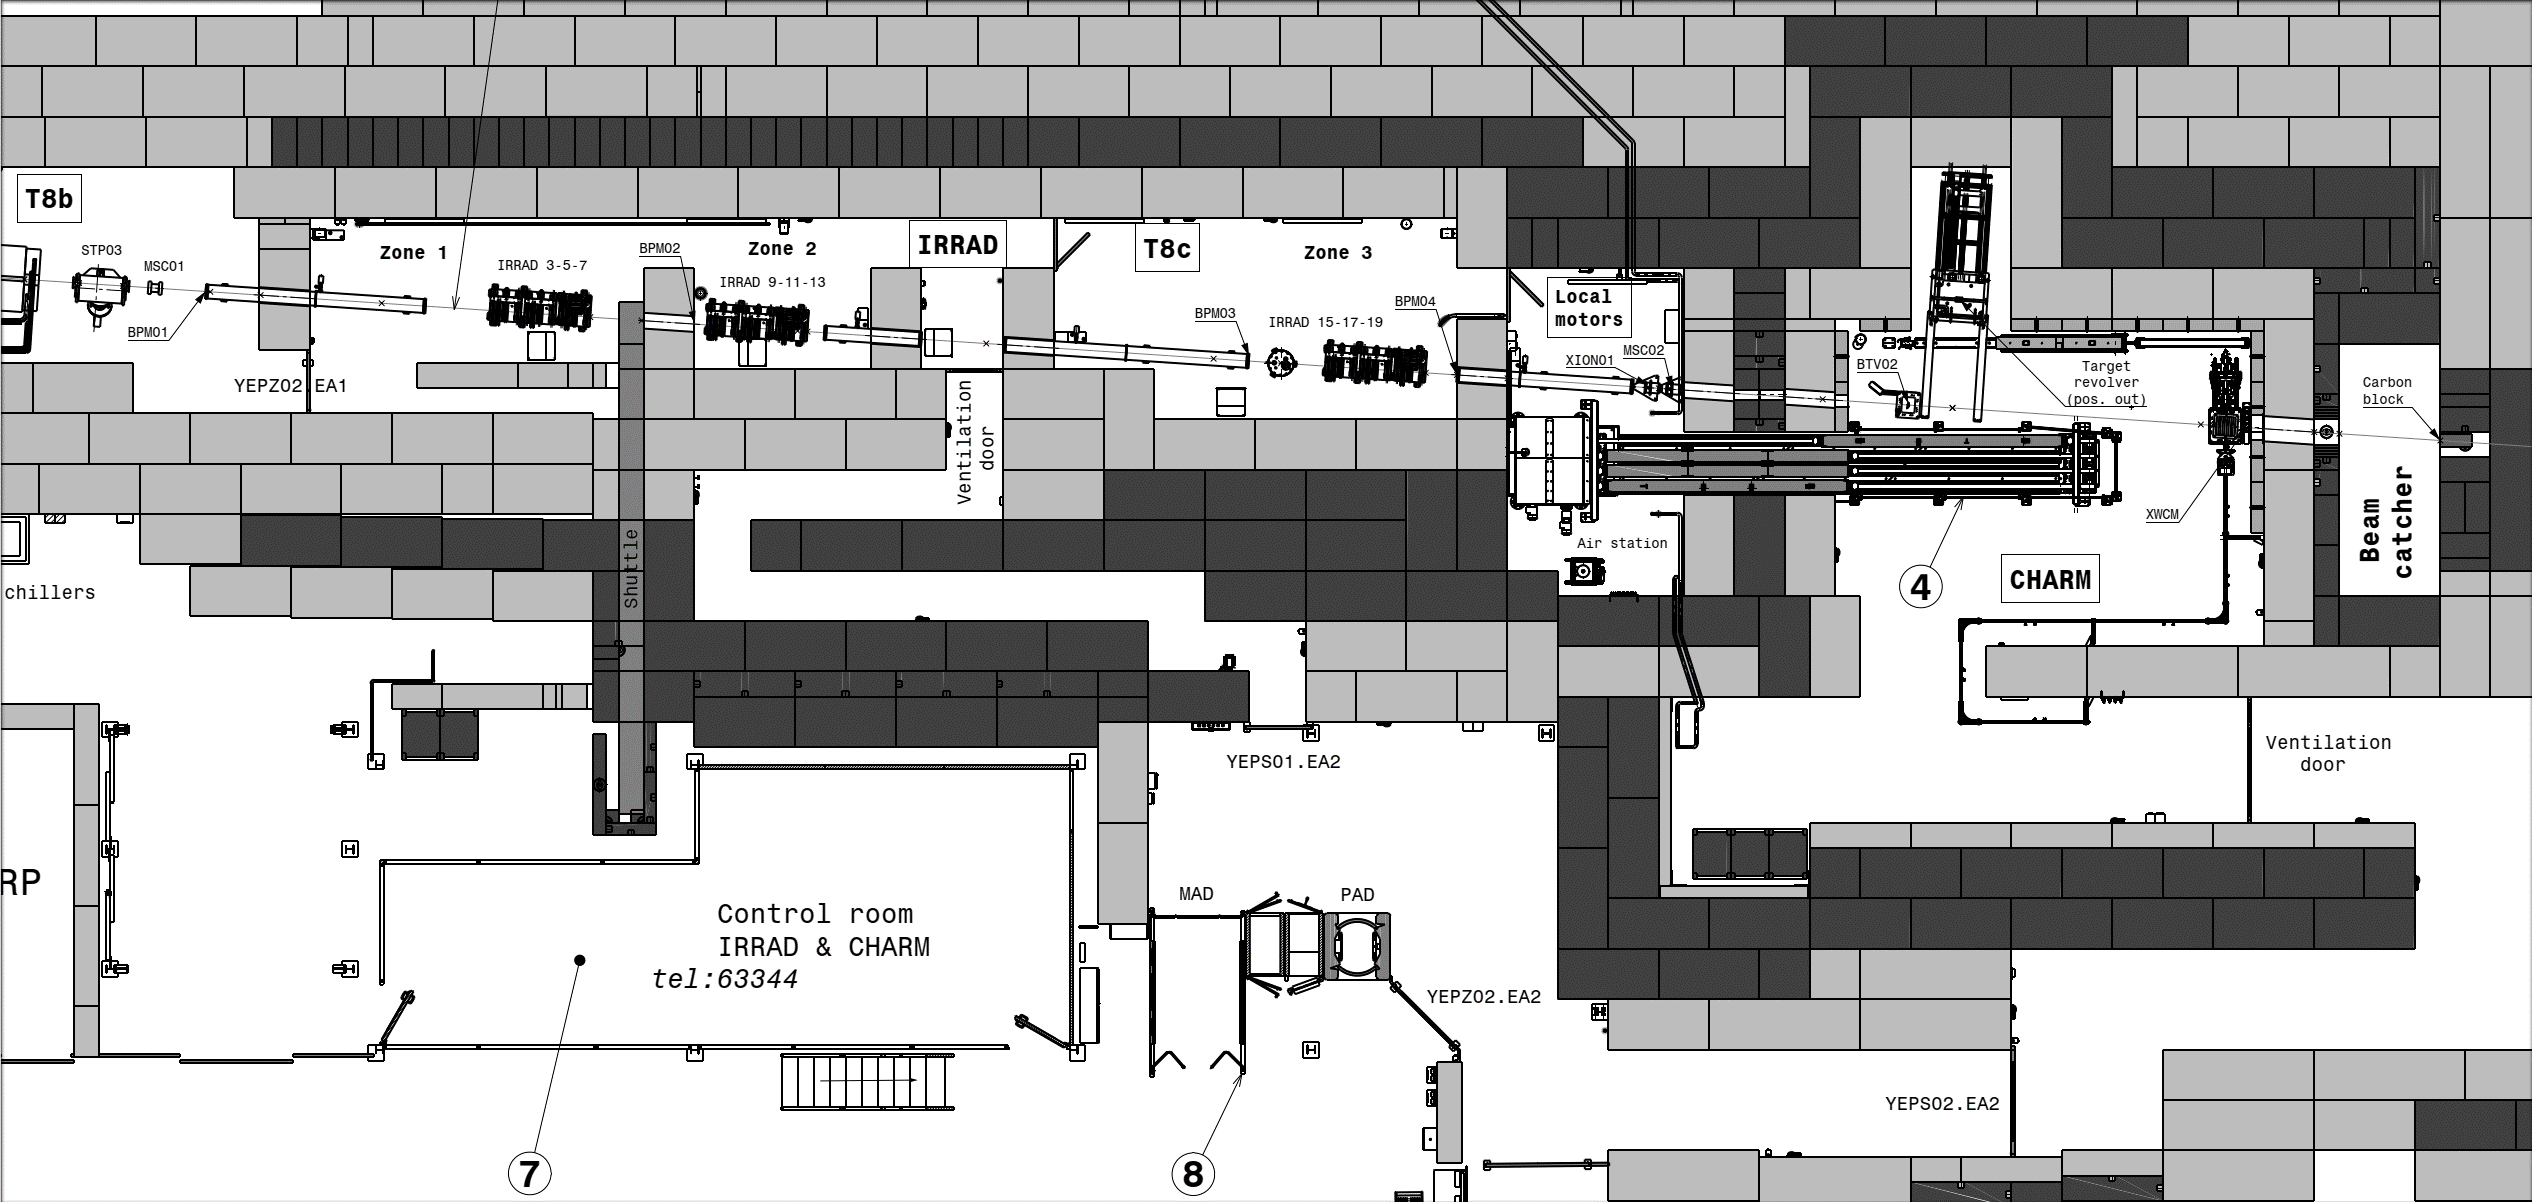 T8b
STP03
MSC01
BPM01
Zone 1
IRRAD 3-5-7
BPM02
Zone 2
IRRAD 9-11-13
IRRAD
T8c
Zone 3
BPM03
IRRAD 15-17-19
BPM04
Local
motors
XION01
MSC02
BTV02
Target
revolver
(pos. out)
Carbon
block
YEPZ02.EA1
Ventilation
door
Shuttle
chillers
Air station
XWCM
Beam
catcher
4
CHARM
YEPS01.EA2
Ventilation
door
RP
MAD
PAD
Control room
IRRAD & CHARM
tel:63344
YEPZ02.EA2
YEPS02.EA2
7
8